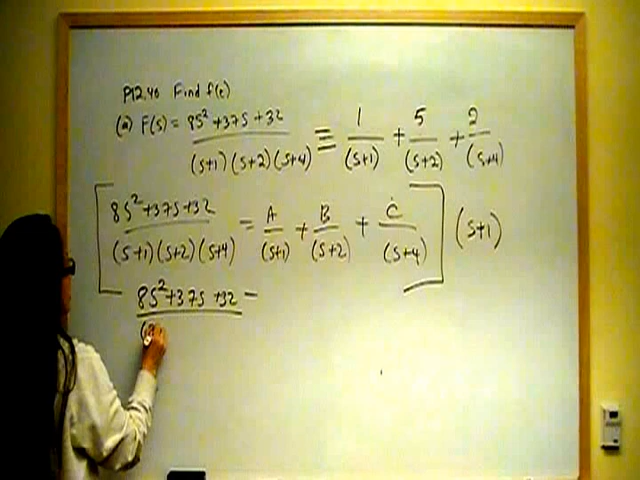 P12.40 Find f(t)
(a) F(s) = 8s² + 37s + 32 / (s+1)(s+2)(s+4) ≡ 1/(s+1) + 5/(s+2) + 2/(s+4)
[ 8s² + 37s + 32 / (s+1)(s+2)(s+4) = A/(s+1) + B/(s+2) + C/(s+4) ] (s+1)
8s² + 37s + 32 =